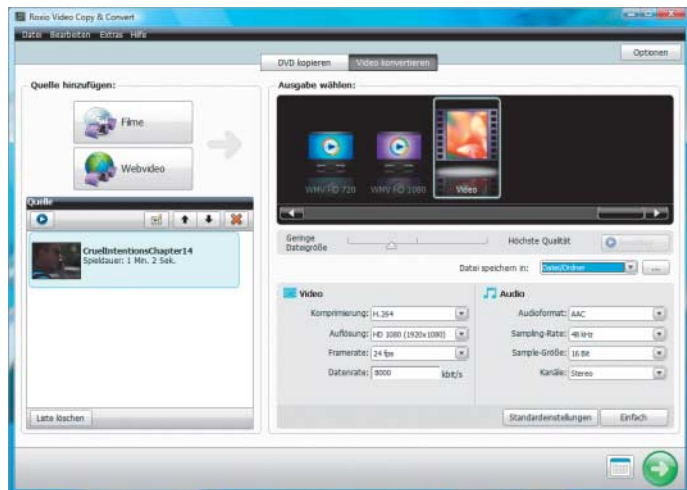 Roxio Video Copy & Convert
Datei Bearbeiten Extras Hilfe
Optionen
DVD kopieren Video konvertieren
Quelle hinzufügen:
Filme
Webvideo
Quelle
CruelIntentionsChapter14
Spieldauer: 1 Min. 2 Sek.
Liste löschen
Ausgabe wählen:
WMV HD 720 WMV HD 1080 Video
Geringe Dateigröße
Höchste Qualität
Datei speichern in: Datei/Ordner ...
Video
Komprimierung: H.264
Auflösung: HD 1080 (1920x1080)
Framerate: 24 fps
Datenrate: 8000 kbit/s
Audio
Audioformat: AAC
Sampling-Rate: 48 kHz
Sample-Größe: 16 Bit
Kanäle: Stereo
Standardeinstellungen Einfach